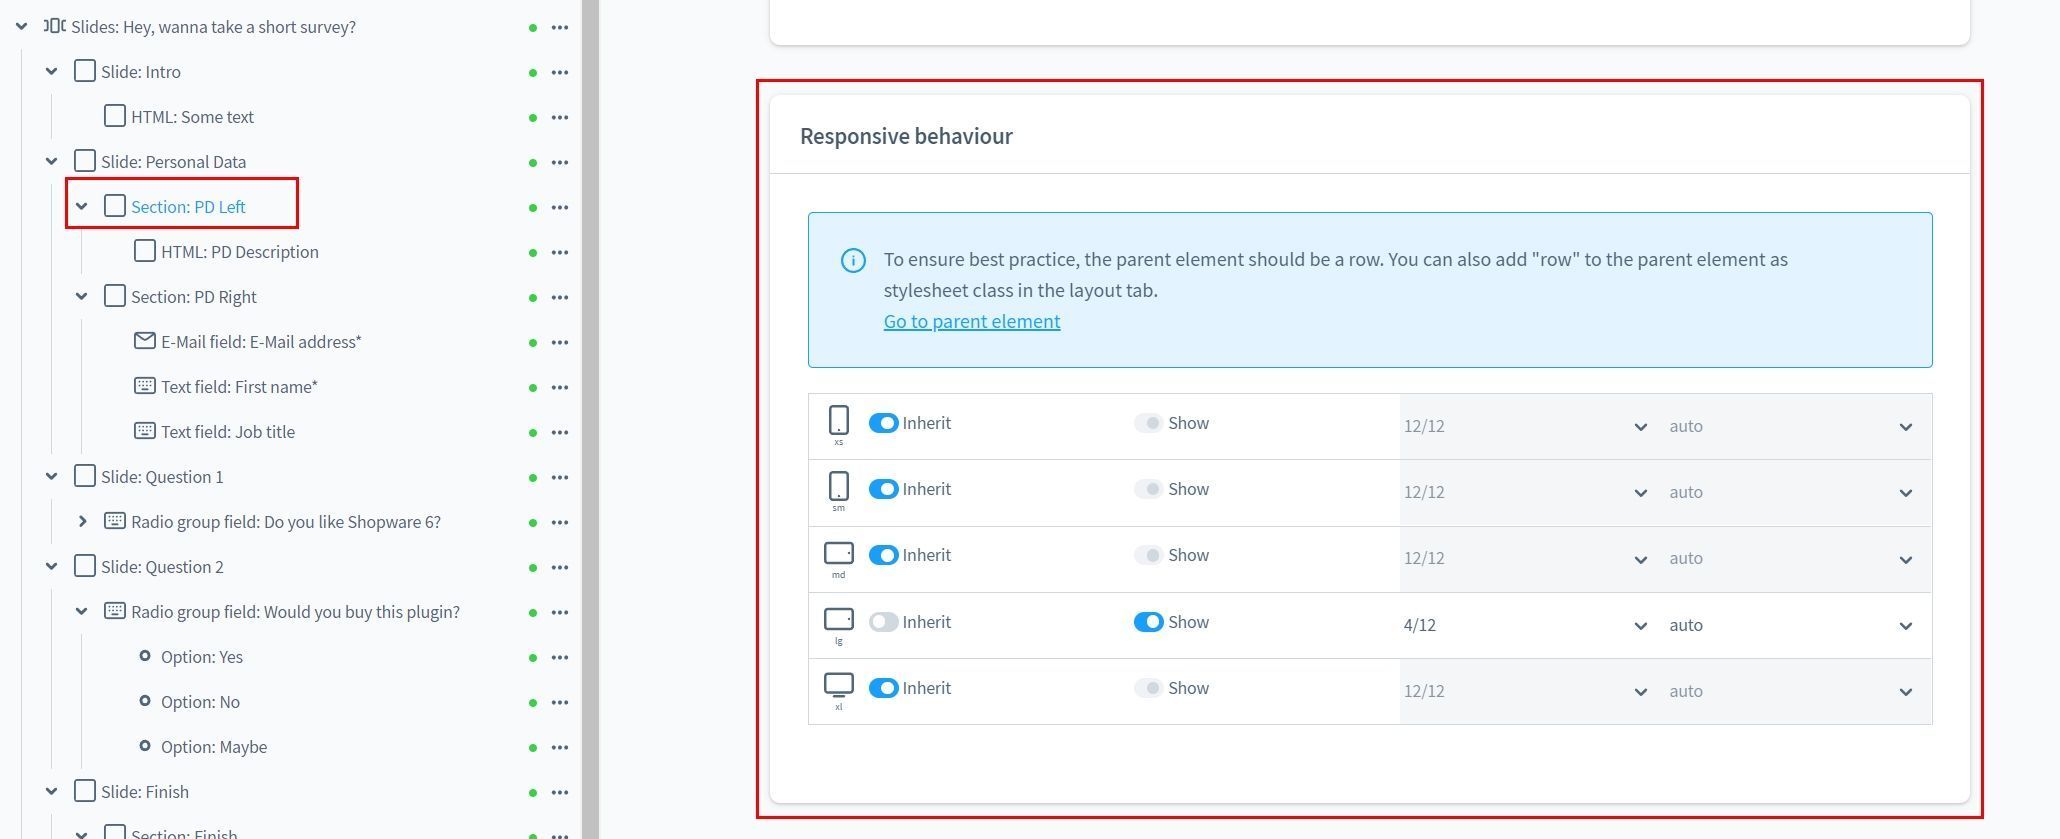 Slides: Hey, wanna take a short survey?
Slide: Intro
HTML: Some text
Slide: Personal Data
Section: PD Left
HTML: PD Description
Section: PD Right
E-Mail field: E-Mail address*
Text field: First name*
Text field: Job title
Slide: Question 1
Radio group field: Do you like Shopware 6?
Slide: Question 2
Radio group field: Would you buy this plugin?
Option: Yes
Option: No
Option: Maybe
Slide: Finish
Section: Finish
Responsive behaviour
To ensure best practice, the parent element should be a row. You can also add "row" to the parent element as
stylesheet class in the layout tab.
Go to parent element
xs Inherit Show 12/12 auto
sm Inherit Show 12/12 auto
md Inherit Show 12/12 auto
lg Inherit Show 4/12 auto
xl Inherit Show 12/12 auto